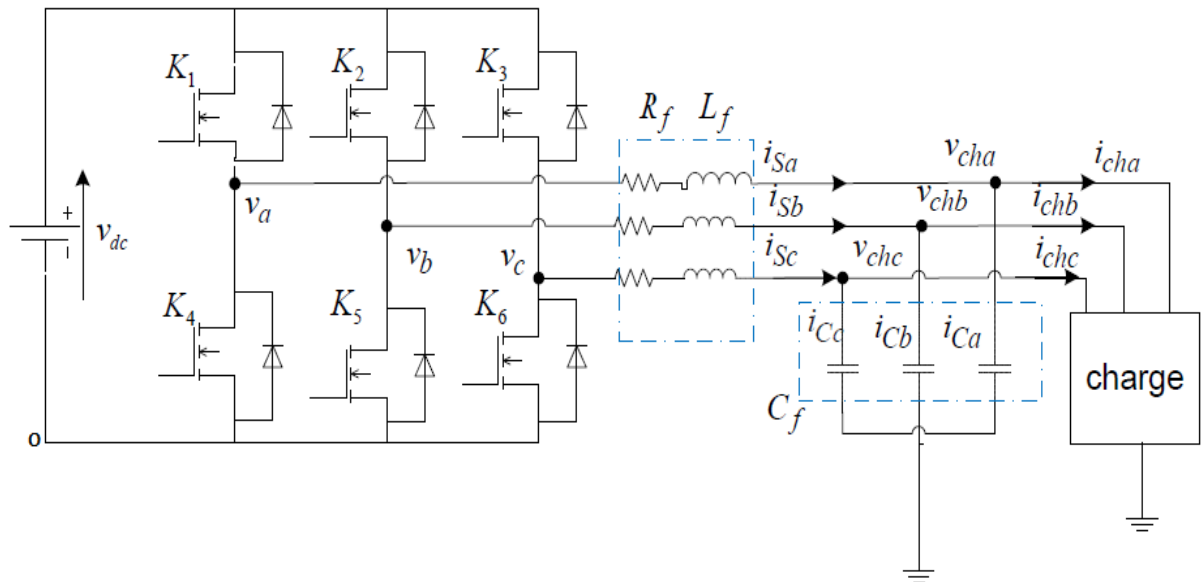 K1
K2
K3
Rf Lf
iSa
vcha
icha
va
iSb
vchb
ichb
vdc
+
-
vb
vc
iSc
vchc
ichc
K4
K5
K6
iCc
iCb
iCa
charge
Cf
o